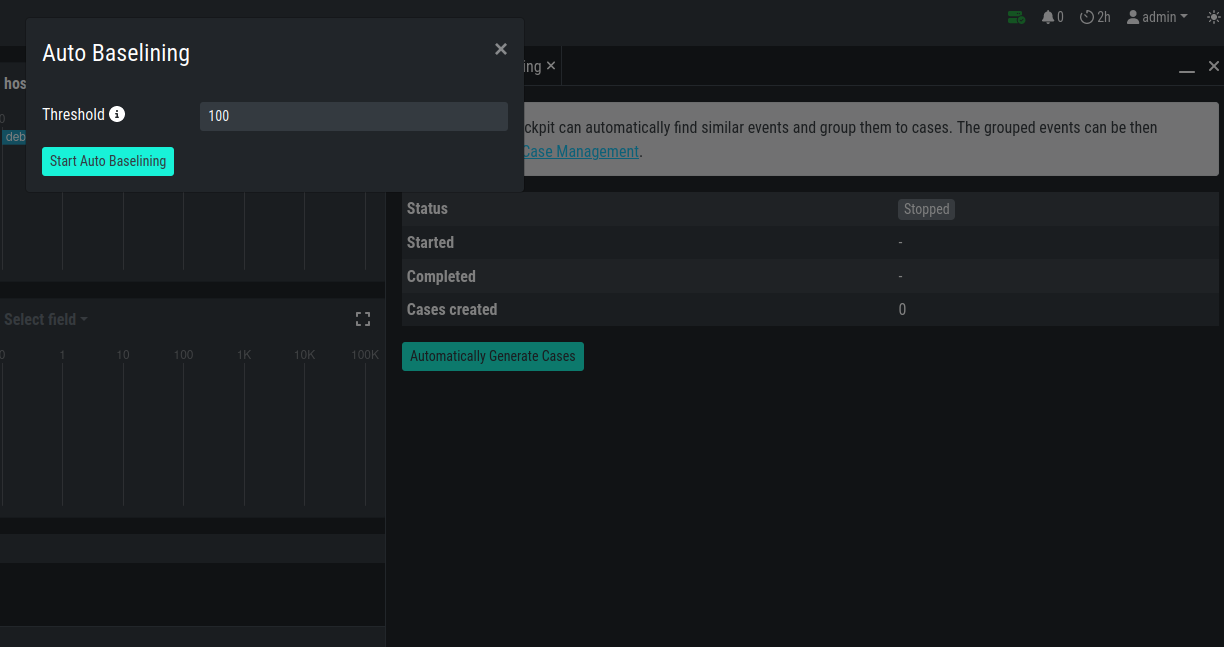 0 2h admin
Auto Baselining
ing
hos
Threshold 100
0
deb
ckpit can automatically find similar events and group them to cases. The grouped events can be then
Case Management.
Start Auto Baselining
Status Stopped
Started -
Completed -
Cases created 0
Automatically Generate Cases
Select field
0 1 10 100 1K 10K 100K